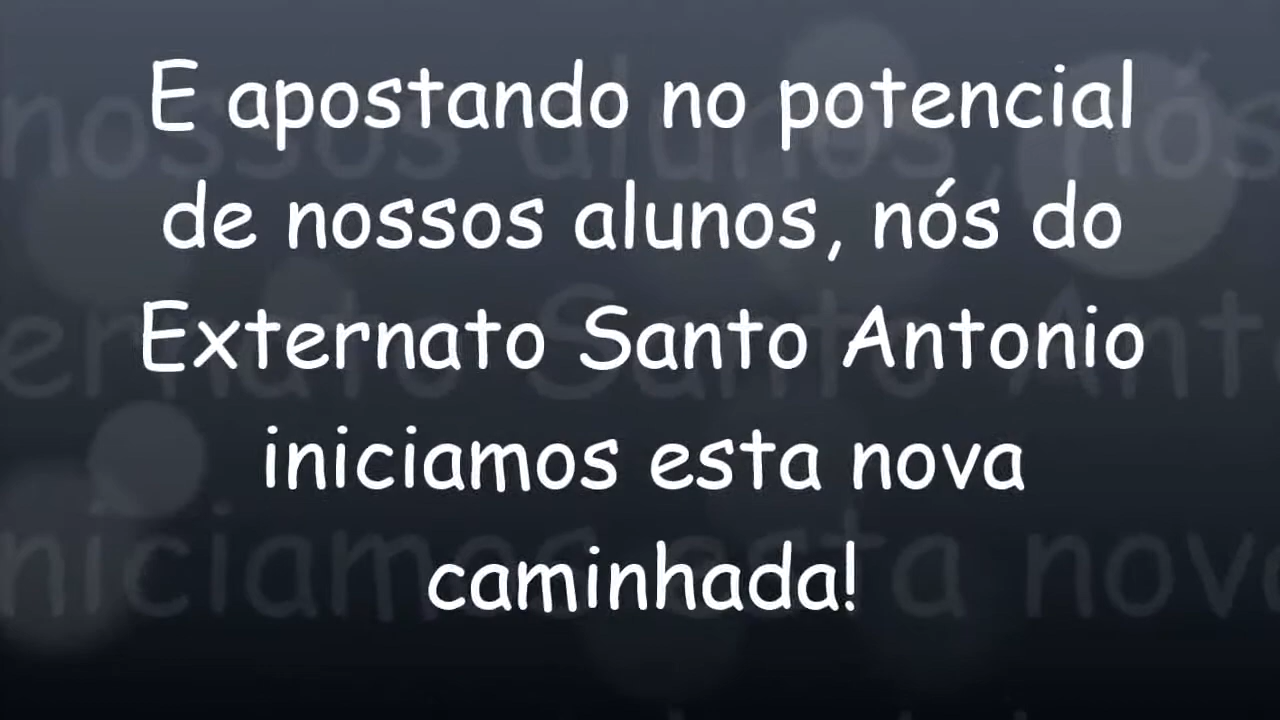 E apostando no potencial
de nossos alunos, nós do
Externato Santo Antonio
iniciamos esta nova
caminhada!